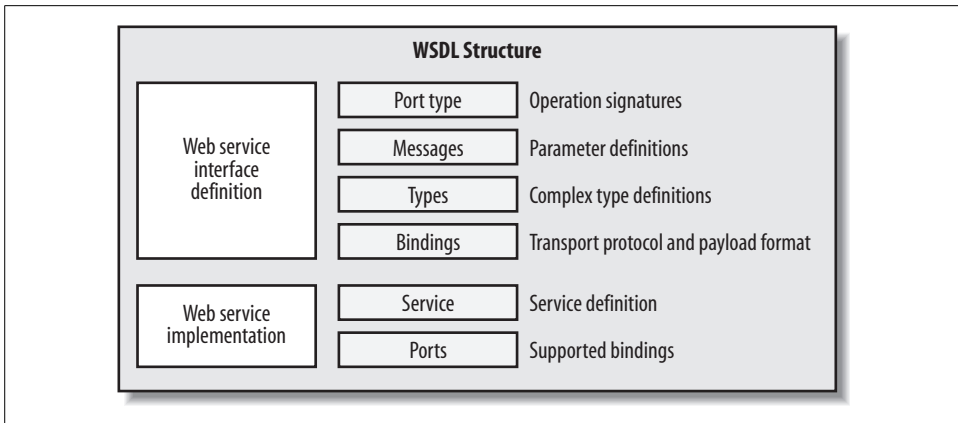 WSDL Structure
Web service
interface
definition
Port type
Operation signatures
Messages
Parameter definitions
Types
Complex type definitions
Bindings
Transport protocol and payload format
Web service
implementation
Service
Service definition
Ports
Supported bindings